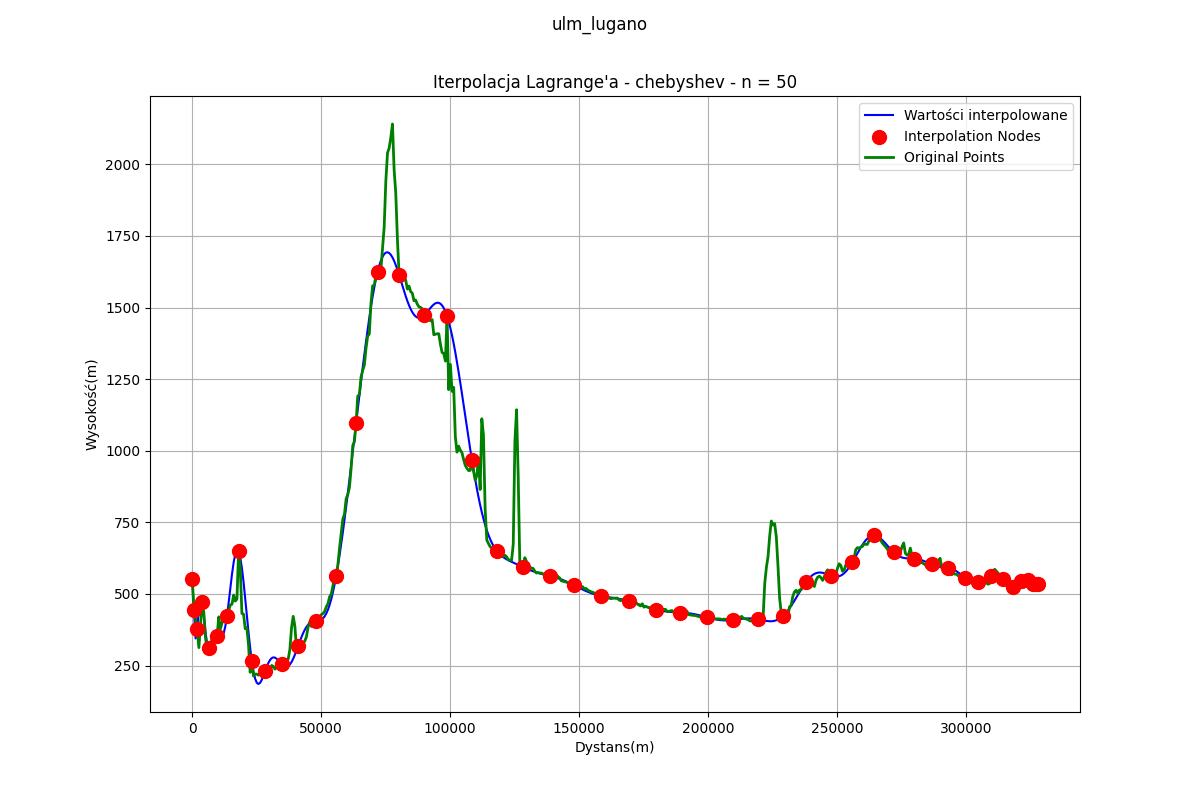 ulm_lugano
Iterpolacja Lagrange'a - chebyshev - n = 50
Wartości interpolowane
Interpolation Nodes
Original Points
Wysokość(m)
2000
1750
1500
1250
1000
750
500
250
0 50000 100000 150000 200000 250000 300000
Dystans(m)